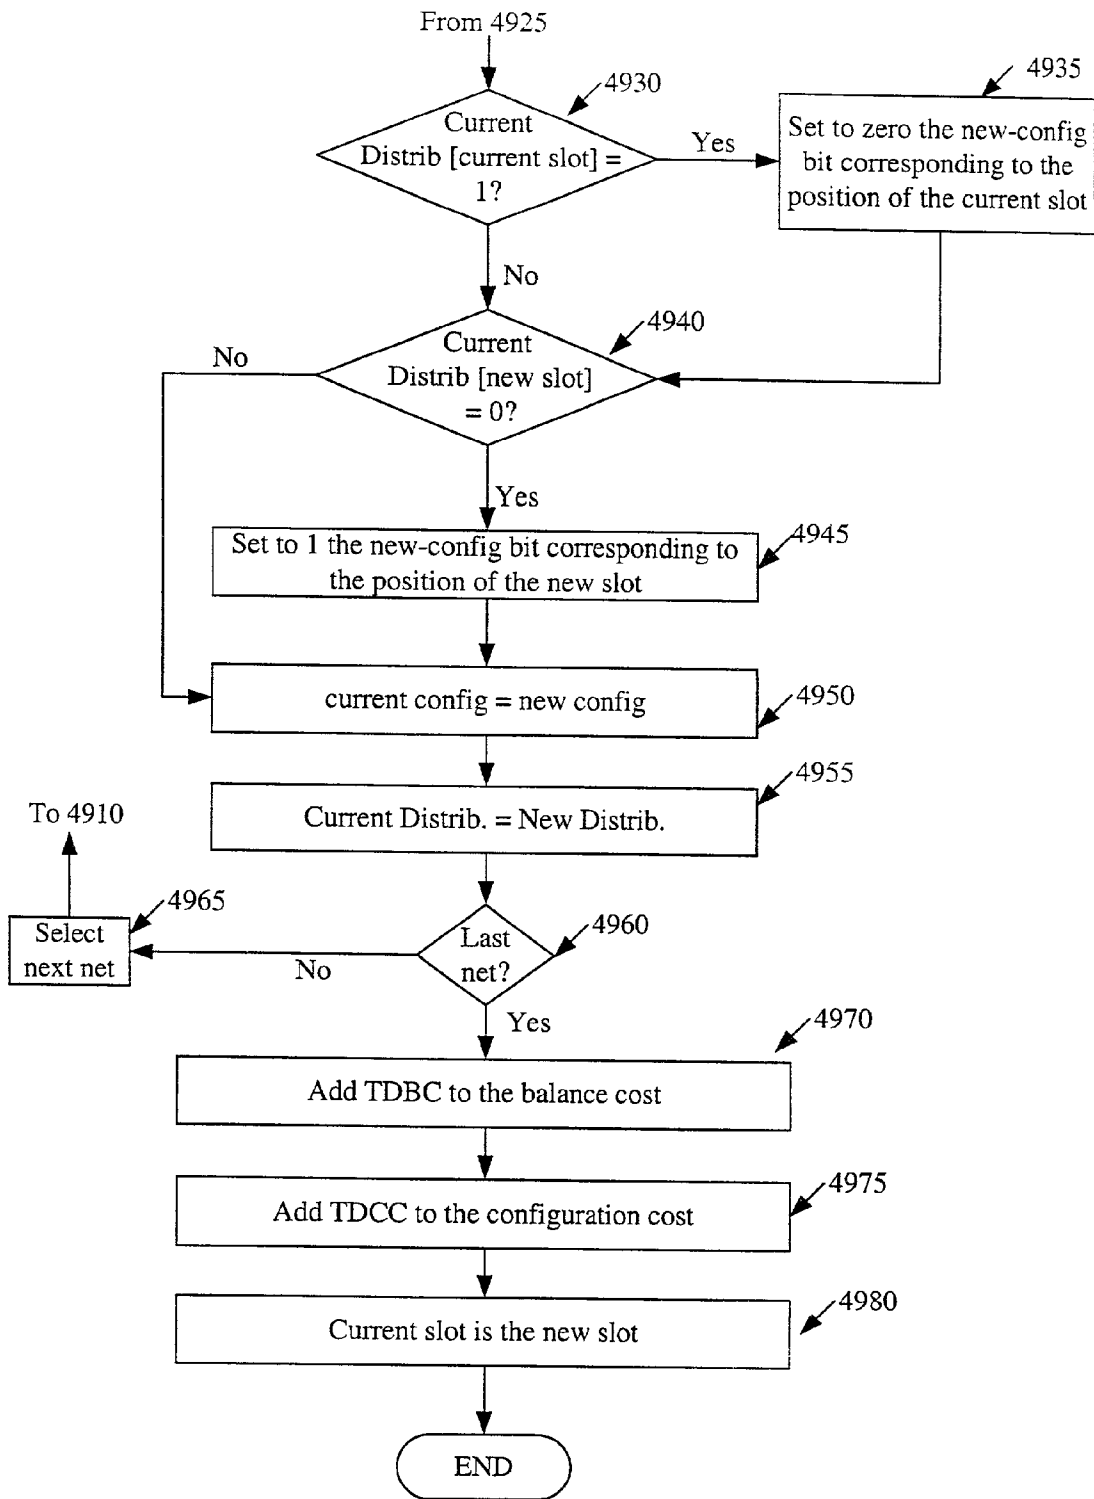 From 4925
4930
4935
Current
Distrib [current slot] =
1?
Yes
Set to zero the new-config
bit corresponding to the
position of the current slot
No
4940
Current
Distrib [new slot]
= 0?
No
Yes
4945
Set to 1 the new-config bit corresponding to
the position of the new slot
current config = new config
4950
4955
Current Distrib. = New Distrib.
To 4910
4965
Select
next net
No
Last
net?
4960
Yes
4970
Add TDBC to the balance cost
4975
Add TDCC to the configuration cost
4980
Current slot is the new slot
END